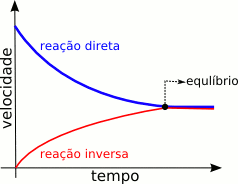 reação direta
equlíbrio
velocidade
reação inversa
tempo